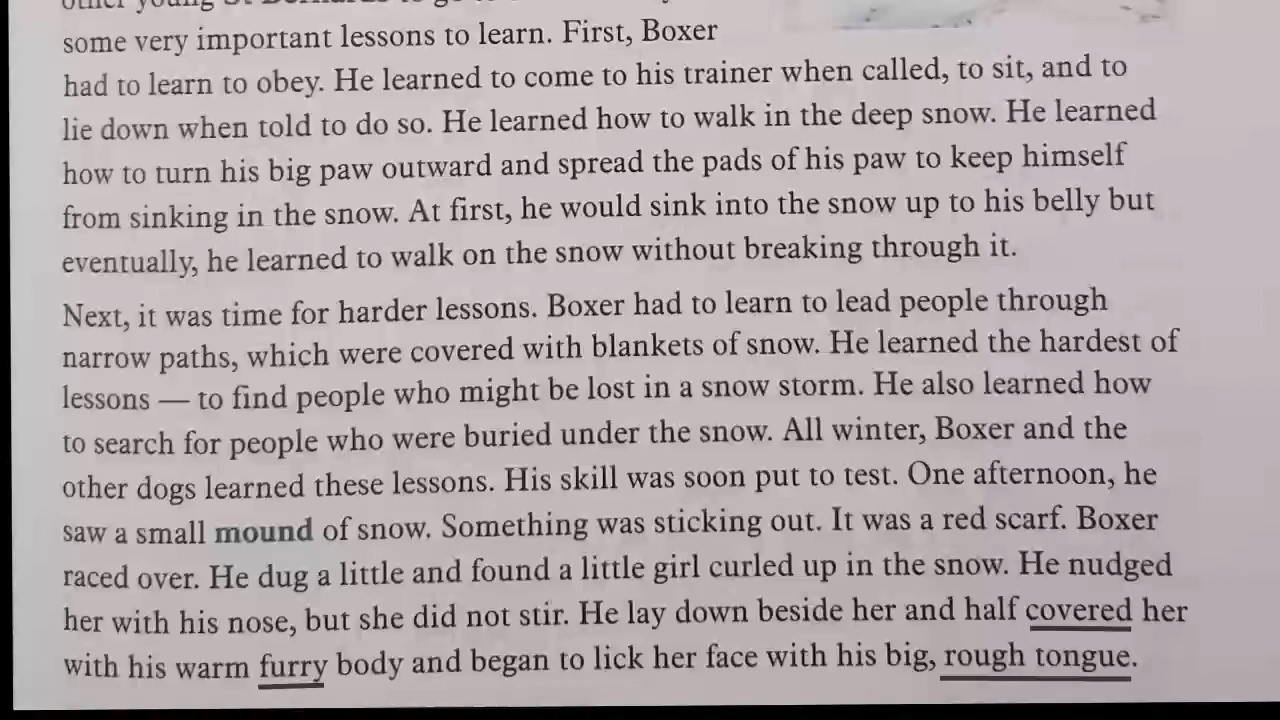 some very important lessons to learn. First, Boxer
had to learn to obey. He learned to come to his trainer when called, to sit, and to
lie down when told to do so. He learned how to walk in the deep snow. He learned
how to turn his big paw outward and spread the pads of his paw to keep himself
from sinking in the snow. At first, he would sink into the snow up to his belly but
eventually, he learned to walk on the snow without breaking through it.
Next, it was time for harder lessons. Boxer had to learn to lead people through
narrow paths, which were covered with blankets of snow. He learned the hardest of
lessons — to find people who might be lost in a snow storm. He also learned how
to search for people who were buried under the snow. All winter, Boxer and the
other dogs learned these lessons. His skill was soon put to test. One afternoon, he
saw a small mound of snow. Something was sticking out. It was a red scarf. Boxer
raced over. He dug a little and found a little girl curled up in the snow. He nudged
her with his nose, but she did not stir. He lay down beside her and half covered her
with his warm furry body and began to lick her face with his big, rough tongue.